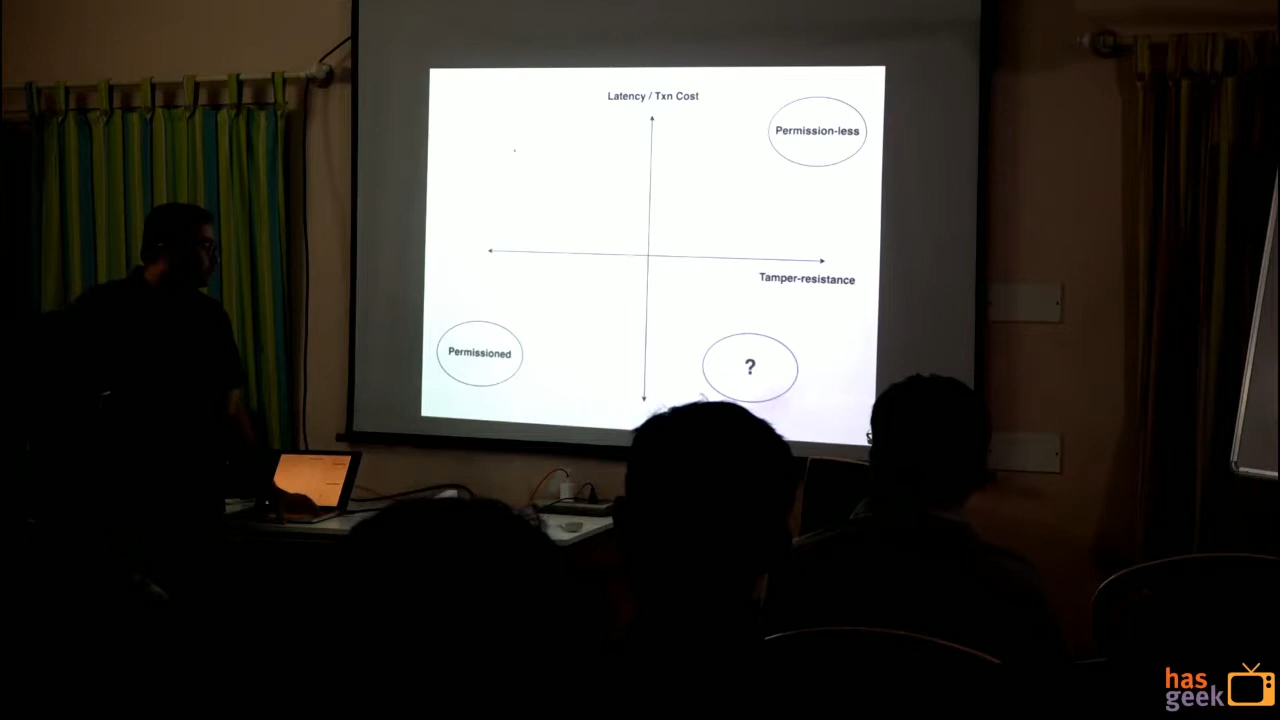 Latency / Txn Cost
Permission-less
Tamper-resistance
Permissioned
?
has
geek